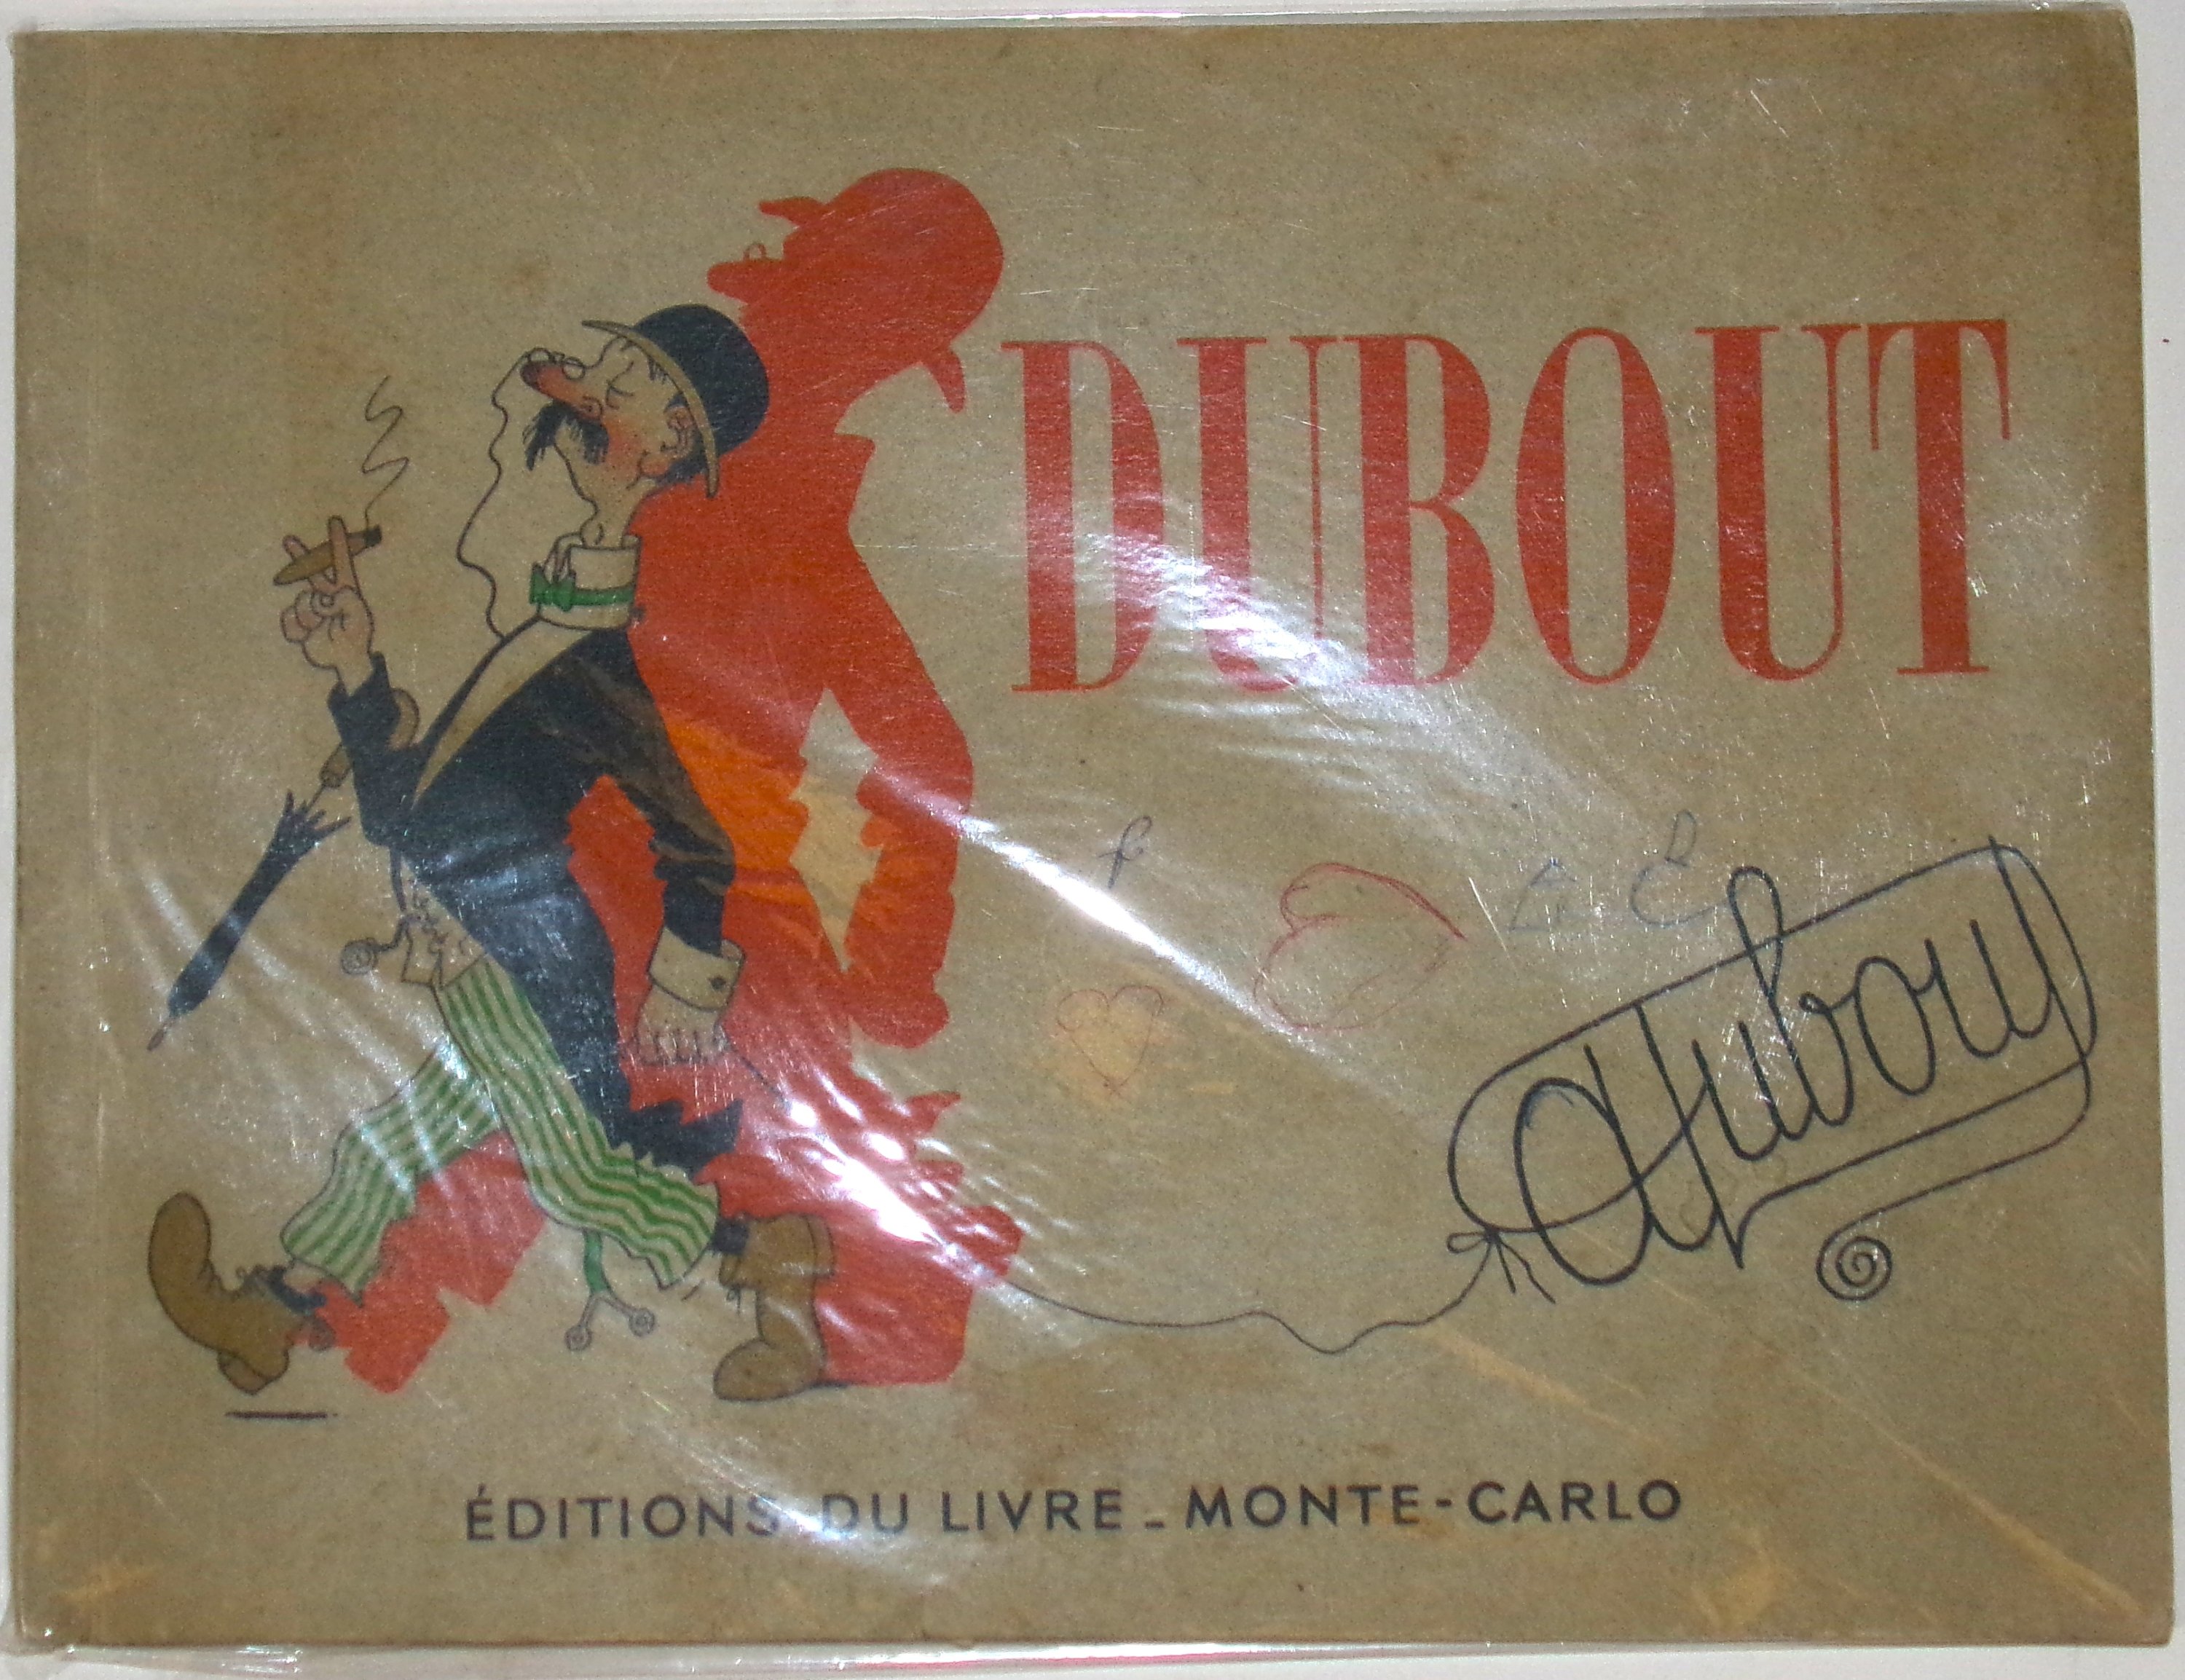 DUBOUT
f
Dubout
ÉDITIONS DU LIVRE - MONTE-CARLO